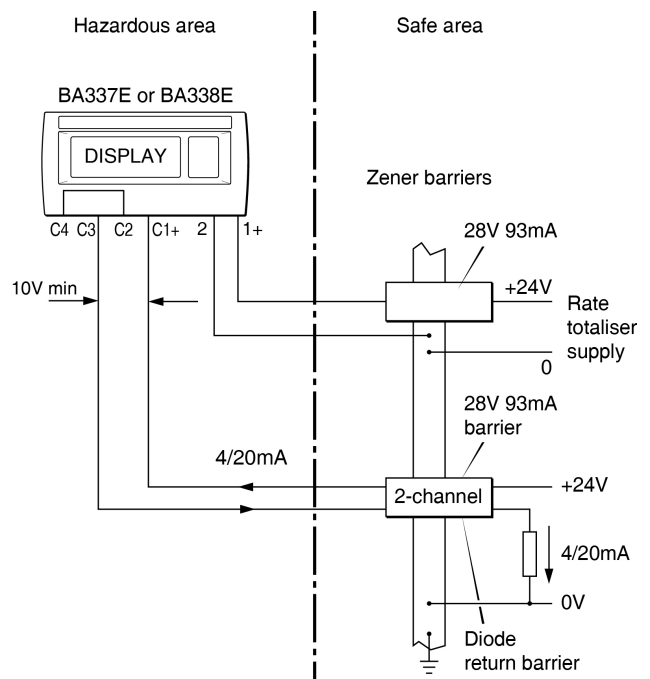 Hazardous area
Safe area
BA337E or BA338E
DISPLAY
Zener barriers
C4 C3 C2 C1+ 2 1+
28V 93mA
10V min
+24V
Rate
totaliser
supply
0
28V 93mA
barrier
4/20mA
2-channel
+24V
4/20mA
0V
Diode
return barrier